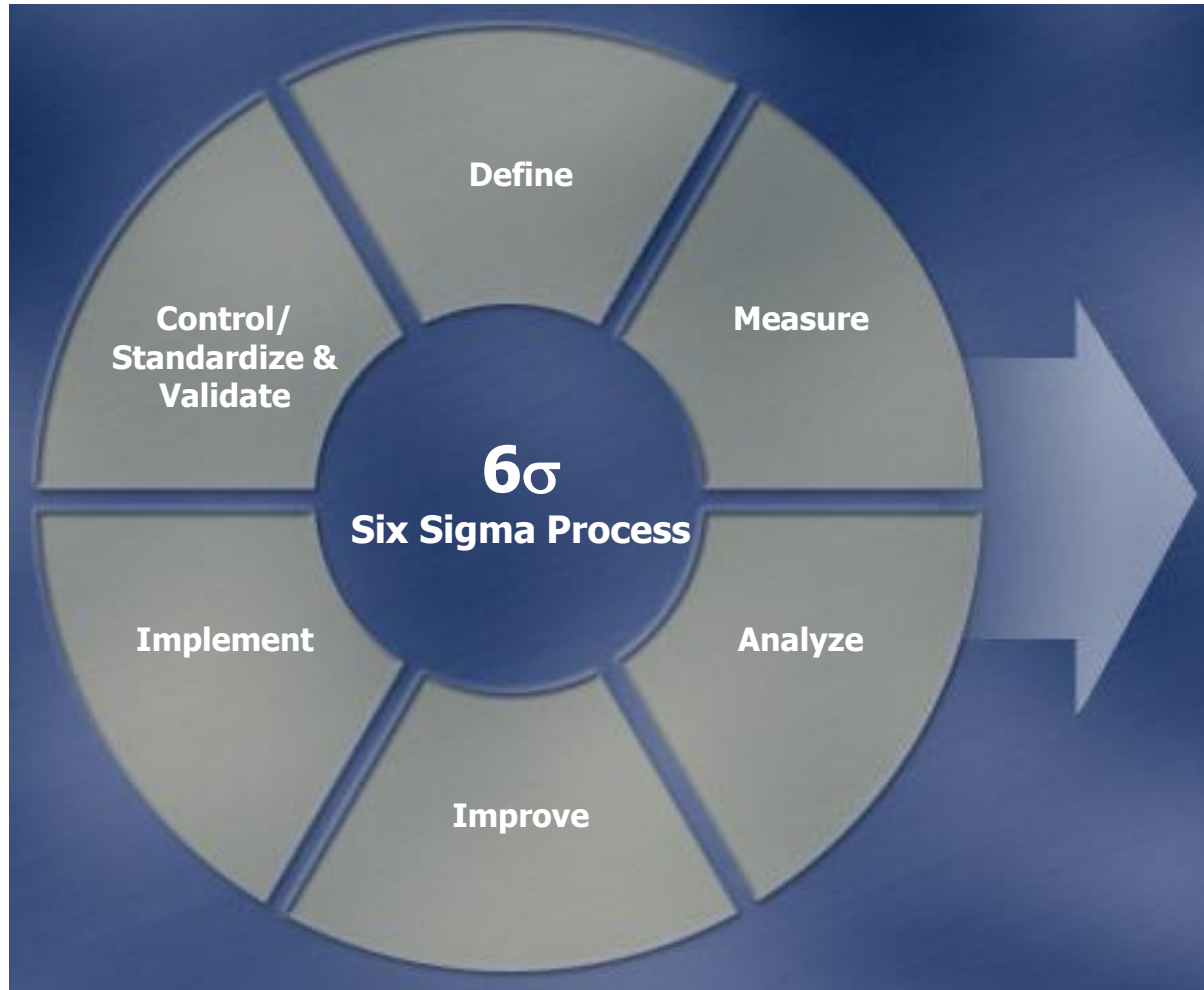 Define
Measure
Analyze
Improve
Implement
Control/
Standardize &
Validate
6σ
Six Sigma Process